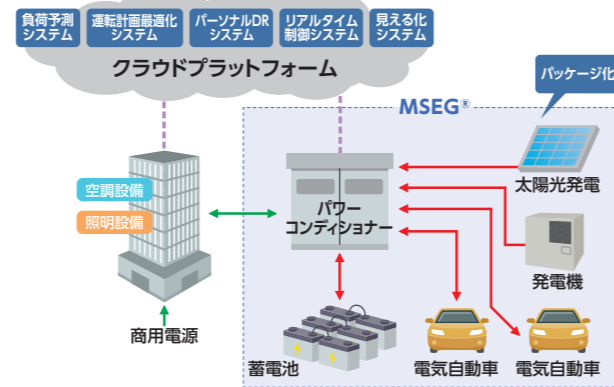 負荷予測
システム
運転計画最適化
システム
パーソナルDR
システム
リアルタイム
制御システム
見える化
システム
クラウドプラットフォーム
パッケージ化
MSEG®
空調設備
照明設備
パワー
コンディショナー
太陽光発電
発電機
商用電源
蓄電池
電気自動車
電気自動車